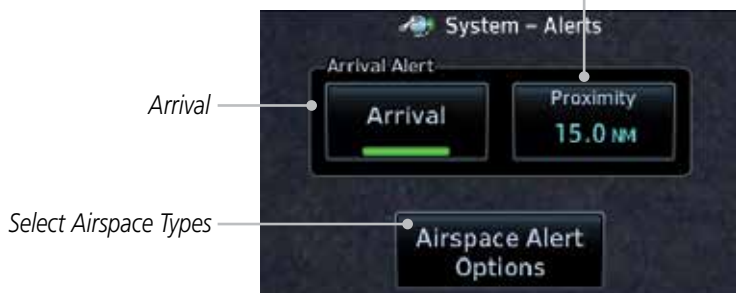 System – Alerts
Arrival Alert
Arrival
Arrival
Proximity
15.0 NM
Select Airspace Types
Airspace Alert
Options